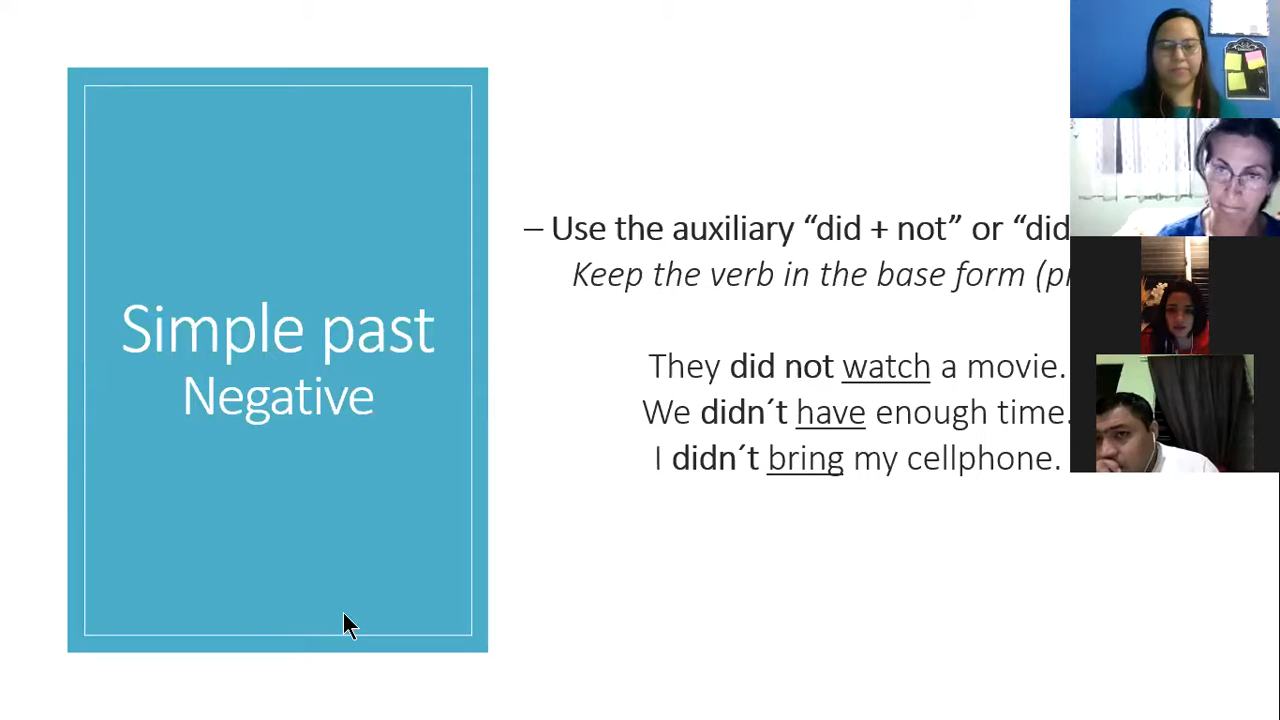 Simple past
Negative
– Use the auxiliary “did + not” or “did
Keep the verb in the base form (
They did not watch a movie.
We didn´t have enough time.
I didn´t bring my cellphone.